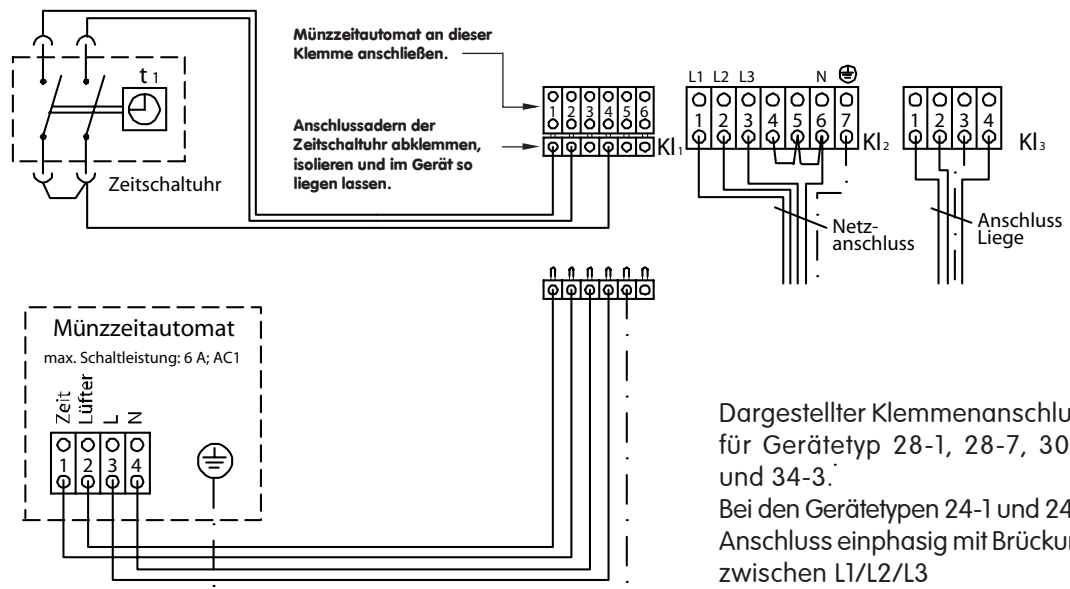 Münzzeitautomat an dieser
Klemme anschließen.
t 1
Anschlussadern der
Zeitschaltuhr abklemmen,
isolieren und im Gerät so
liegen lassen.
Zeitschaltuhr
1 2 3 4 5 6
Kl1
L1 L2 L3 N
1 2 3 4 5 6 7
Kl2
1 2 3 4
Kl3
Netz-
anschluss
Anschluss
Liege
Münzzeitautomat
max. Schaltleistung: 6 A; AC1
Zeit
Lüfter
L
N
1 2 3 4
Dargestellter Klemmenanschlu
für Gerätetyp 28-1, 28-7, 30
und 34-3.
Bei den Gerätetypen 24-1 und 24
Anschluss einphasig mit Brücku
zwischen L1/L2/L3